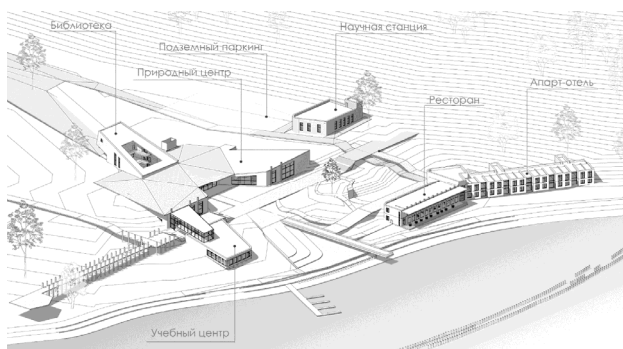 Библиотека
Научная станция
Подземный паркинг
Природный центр
Апарт-отель
Ресторан
Учебный центр